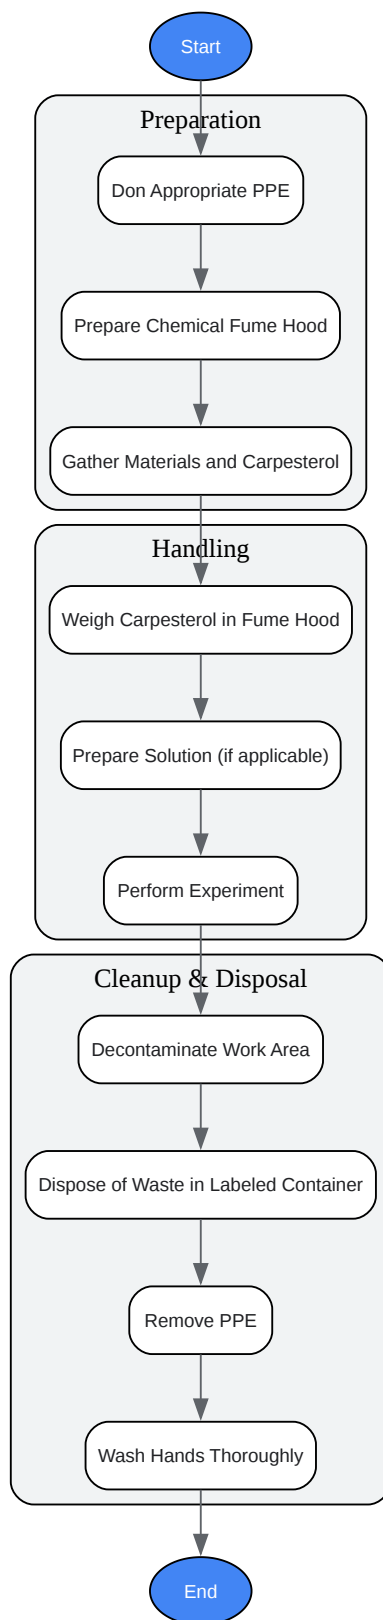 Start
Preparation
Don Appropriate PPE
Prepare Chemical Fume Hood
Gather Materials and Carpesterol
Handling
Weigh Carpesterol in Fume Hood
Prepare Solution (if applicable)
Perform Experiment
Cleanup & Disposal
Decontaminate Work Area
Dispose of Waste in Labeled Container
Remove PPE
Wash Hands Thoroughly
End